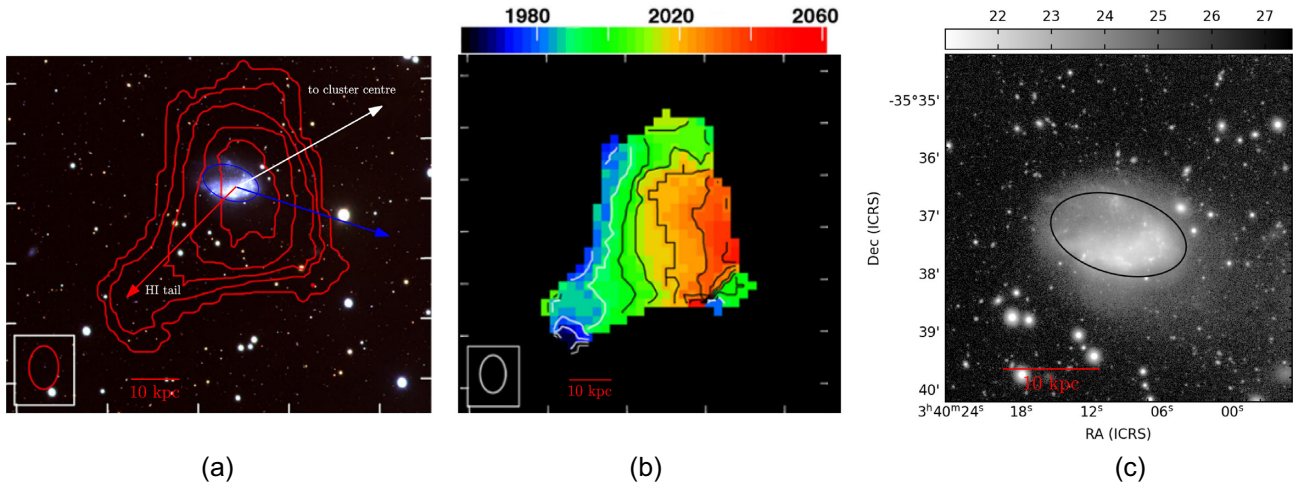 to cluster centre
HI tail
10 kpc
(a)
1980 2020 2060
10 kpc
(b)
22 23 24 25 26 27
-35°35'
36'
37'
38'
39'
40'
Dec (ICRS)
10 kpc
3ʰ40ᵐ24ˢ 18ˢ 12ˢ 06ˢ 00ˢ
RA (ICRS)
(c)